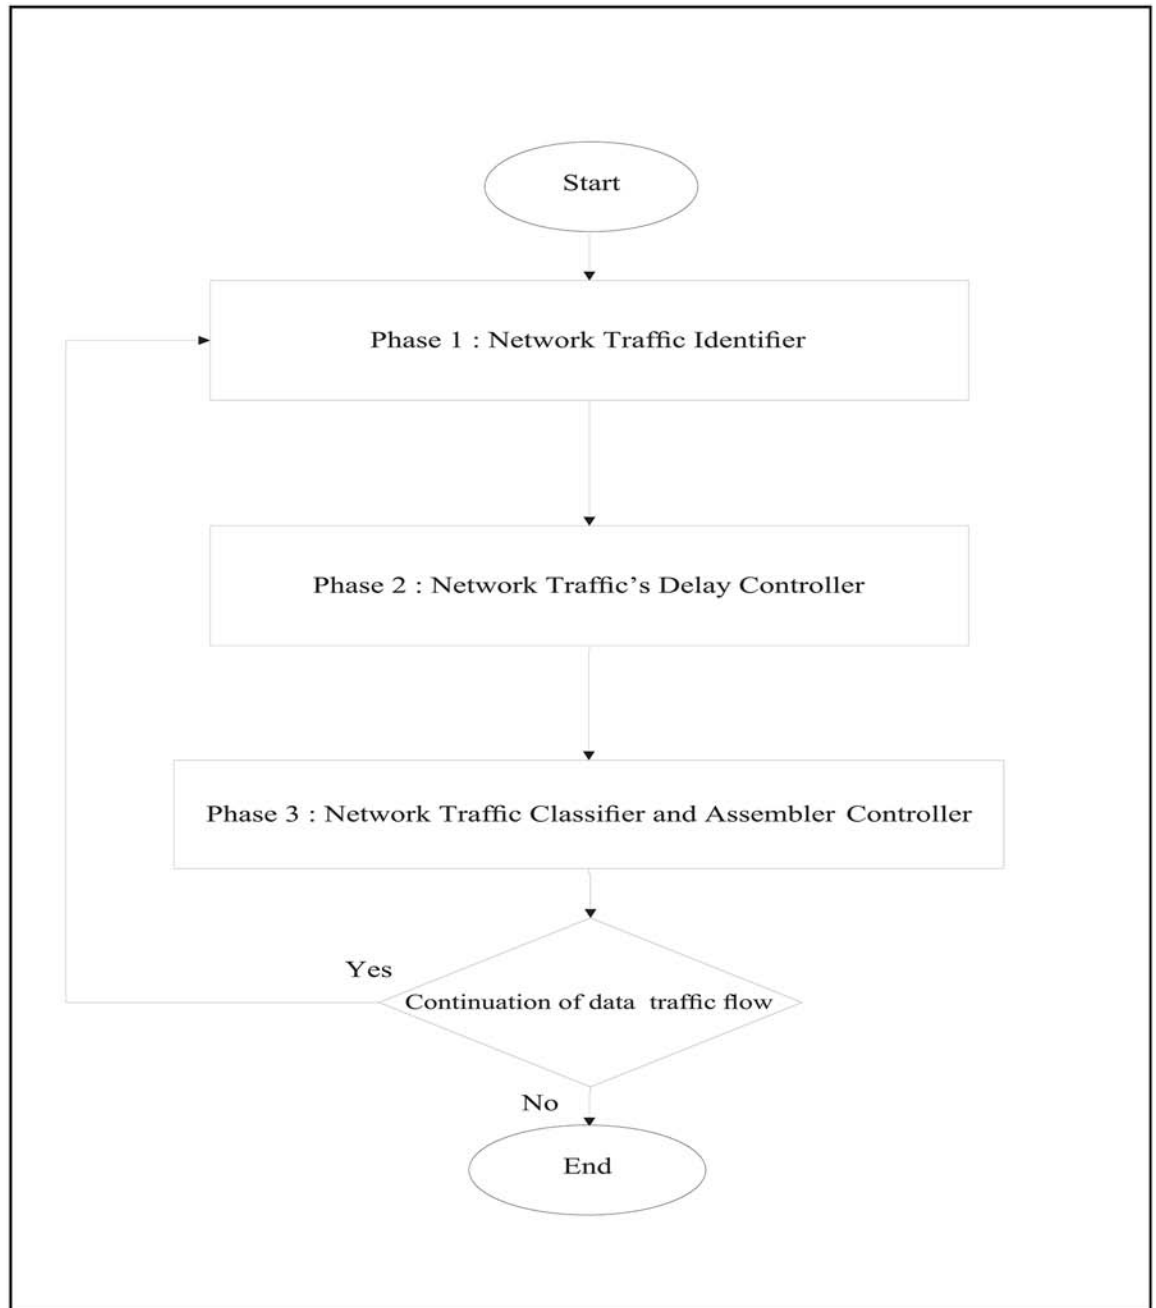 Start
Phase 1 : Network Traffic Identifier
Phase 2 : Network Traffic’s Delay Controller
Phase 3 : Network Traffic Classifier and Assembler Controller
Yes
Continuation of data traffic flow
No
End